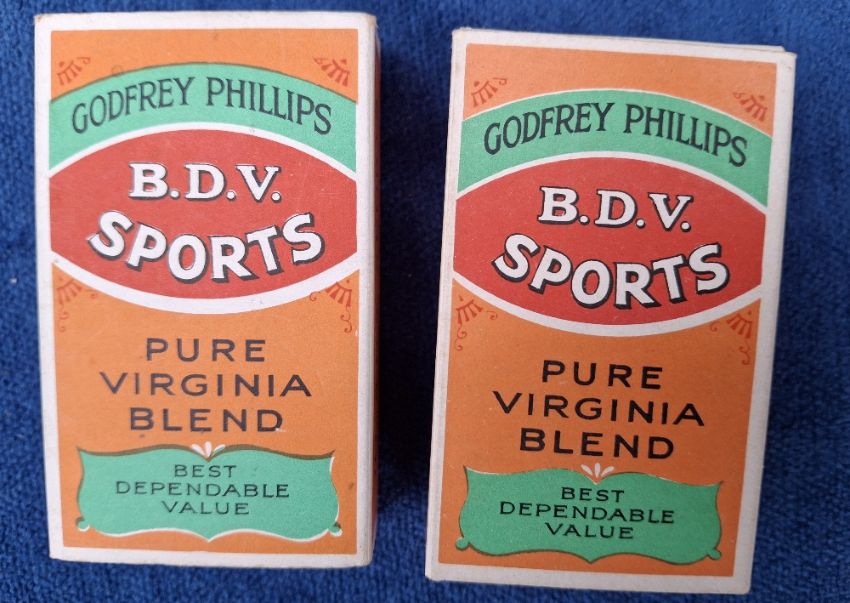 GODFREY PHILLIPS
B.D.V.
SPORTS
PURE
VIRGINIA
BLEND
BEST
DEPENDABLE
VALUE
GODFREY PHILLIPS
B.D.V.
SPORTS
PURE
VIRGINIA
BLEND
BEST
DEPENDABLE
VALUE